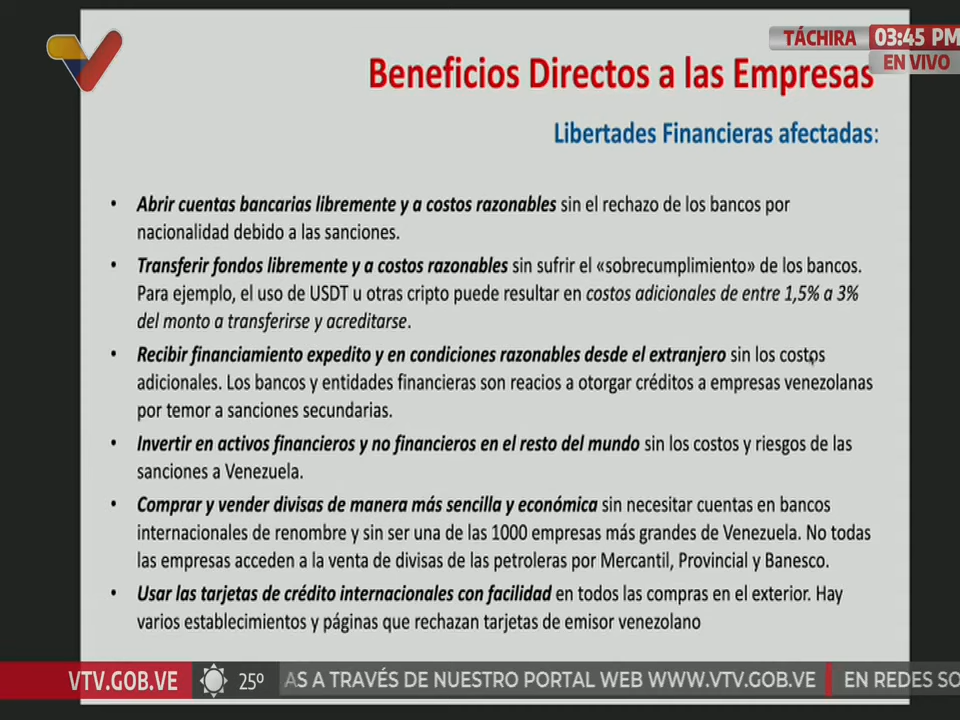 TÁCHIRA
03:45 PM
EN VIVO
Beneficios Directos a las Empresas
Libertades Financieras afectadas:
• Abrir cuentas bancarias libremente y a costos razonables sin el rechazo de los bancos por
nacionalidad debido a las sanciones.
• Transferir fondos libremente y a costos razonables sin sufrir el «sobrecumplimiento» de los bancos.
Para ejemplo, el uso de USDT u otras cripto puede resultar en costos adicionales de entre 1,5% a 3%
del monto a transferirse y acreditarse.
• Recibir financiamiento expedito y en condiciones razonables desde el extranjero sin los costos
adicionales. Los bancos y entidades financieras son reacios a otorgar créditos a empresas venezolanas
por temor a sanciones secundarias.
• Invertir en activos financieros y no financieros en el resto del mundo sin los costos y riesgos de las
sanciones a Venezuela.
• Comprar y vender divisas de manera más sencilla y económica sin necesitar cuentas en bancos
internacionales de renombre y sin ser una de las 1000 empresas más grandes de Venezuela. No todas
las empresas acceden a la venta de divisas de las petroleras por Mercantil, Provincial y Banesco.
• Usar las tarjetas de crédito internacionales con facilidad en todos las compras en el exterior. Hay
varios establecimientos y páginas que rechazan tarjetas de emisor venezolano
VTV.GOB.VE 25º AS A TRAVÉS DE NUESTRO PORTAL WEB WWW.VTV.GOB.VE EN REDES SO